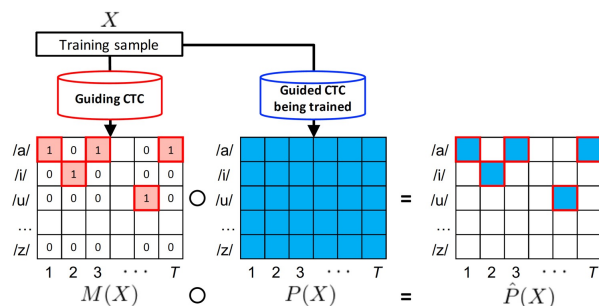 X
Training sample
Guiding CTC
Guided CTC
being trained
/a/ 1 0 1 0 1
/i/ 0 1 0 0 0
/u/ 0 0 0 1 0
...
/z/ 0 0 0 0 0
1 2 3 ··· T
M(X)
○
/a/
/i/
/u/
...
/z/
1 2 3 ··· T
P(X)
=
/a/
/i/
/u/
...
/z/
1 2 3 ··· T
P̂(X)
○ =